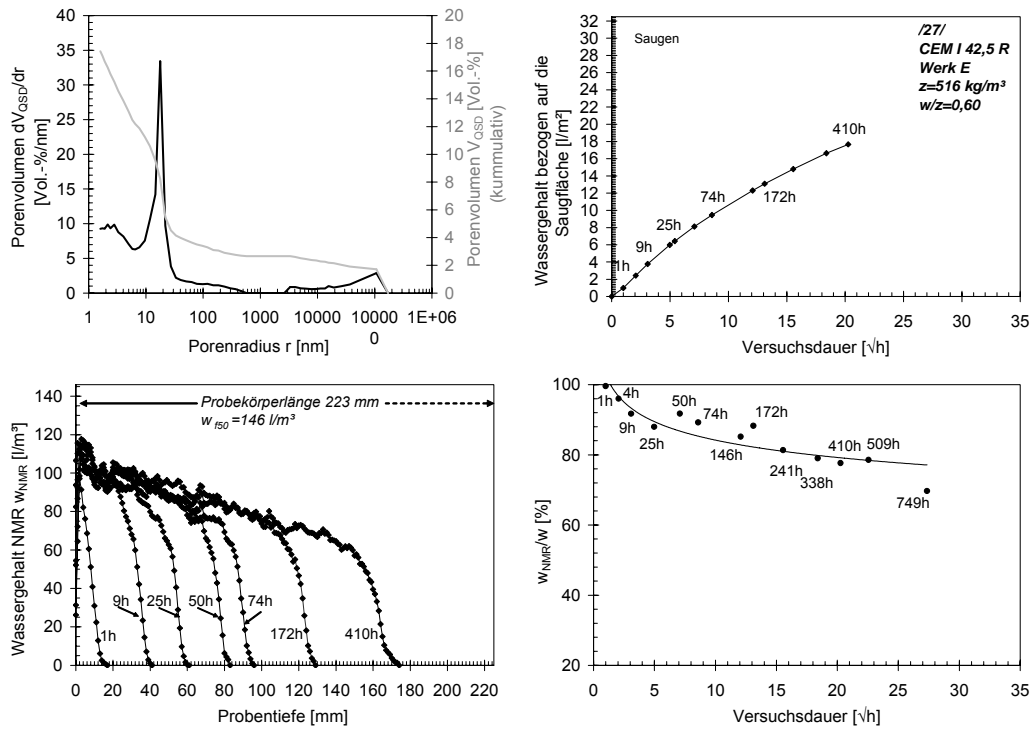 Porenvolumen dV_QSD/dr
[Vol.-%/nm]
40
35
30
25
20
15
10
5
0
20
18
16
14
12
10
8
6
4
2
0
Porenvolumen V_QSD [Vol.-%]
(kummulativ)
1 10 100 1000 10000 10000 1E+06
0
Porenradius r [nm]
Wassergehalt bezogen auf die
Saugfläche [l/m²]
32
30
28
26
24
22
20
18
16
14
12
10
8
6
4
2
0
Saugen
/27/
CEM I 42,5 R
Werk E
z=516 kg/m³
w/z=0,60
410h
172h
74h
25h
9h
1h
0 5 10 15 20 25 30 35
Versuchsdauer [√h]
Wassergehalt NMR w_NMR [l/m³]
140
120
100
80
60
40
20
0
Probekörperlänge 223 mm
w_f50 =146 l/m³
1h
9h
25h
50h
74h
172h
410h
0 20 40 60 80 100 120 140 160 180 200 220
Probentiefe [mm]
w_NMR/w [%]
100
80
60
40
20
1h
4h
9h
25h
50h
74h
146h
172h
241h
338h
410h
509h
749h
0 5 10 15 20 25 30 35
Versuchsdauer [√h]